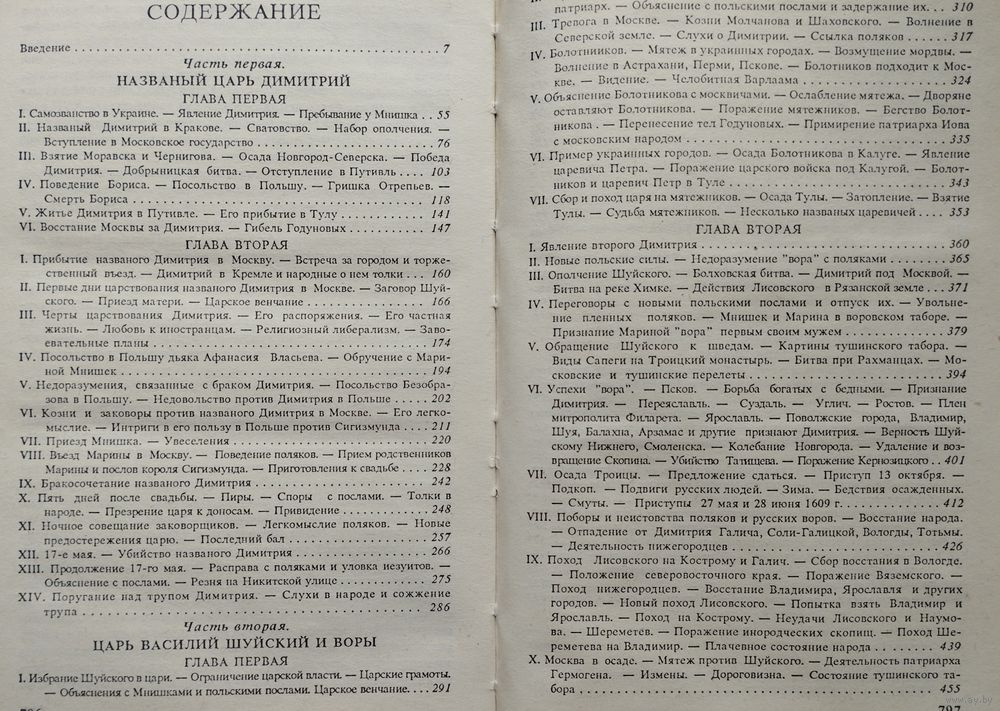 СОДЕРЖАНИЕ
Введение . . . . . . . . . . . . . . . . . . . . 7
Часть первая.
НАЗВАНЫЙ ЦАРЬ ДИМИТРИЙ
ГЛАВА ПЕРВАЯ
I. Самозванство в Украине. — Явление Димитрия. — Пребывание у Мнишка . . 55
II. Названый Димитрий в Кракове. — Сватовство. — Набор ополчения. —
Вступление в Московское государство . . . . . . . . . . 76
III. Взятие Моравска и Чернигова. — Осада Новгород-Северска. — Победа
Димитрия. — Добрыницкая битва. — Отступление в Путивль . . . . 103
IV. Поведение Бориса. — Посольство в Польшу. — Гришка Отрепьев. —
Смерть Бориса . . . . . . . . . . 118
V. Житье Димитрия в Путивле. — Его прибытие в Тулу . . . . . . . . . . 141
VI. Восстание Москвы за Димитрия. — Гибель Годуновых . . . . . . . . . . 147
ГЛАВА ВТОРАЯ
I. Прибытие названого Димитрия в Москву. — Встреча за городом и торже-
ственный въезд. — Димитрий в Кремле и народные о нем толки . . . 160
II. Первые дни царствования названого Димитрия в Москве. — Заговор Шуй-
ского. — Приезд матери. — Царское венчание . . . . . . . . . . 166
III. Черты царствования Димитрия. — Его распоряжения. — Его частная
жизнь. — Любовь к иностранцам. — Религиозный либерализм. — Заво-
евательные планы . . . . . . . . . . 174
IV. Посольство в Польшу дьяка Афанасия Власьева. — Обручение с Мари-
ной Мнишек . . . . . . . . . . 194
V. Недоразумения, связанные с браком Димитрия. — Посольство Безобра-
зова в Польшу. — Недовольство против Димитрия в Польше . . . . . 202
VI. Козни и заковоры против названого Димитрия в Москве. — Его легко-
мыслие. — Интриги в его пользу в Польше против Сигизмунда . . . . 211
VII. Приезд Мнишка. — Увеселения . . . . . . . . . . 220
VIII. Въезд Марины в Москву. — Поведение поляков. — Прием родственников
Марины и послов короля Сигизмунда. — Приготовления к свадьбе . . . . 228
IX. Бракосочетание названого Димитрия . . . . . . . . . . 242
X. Пять дней после свадьбы. — Пиры. — Споры с послами. — Толки в
народе. — Презрение царя к доносам. — Привидение . . . . . . . . . . 248
XI. Ночное совещание заковорщиков. — Легкомыслие поляков. — Новые
предостережения царю. — Последний бал . . . . . . . . . . 257
XII. 17-е мая. — Убийство названого Димитрия . . . . . . . . . . 266
XIII. Продолжение 17-го мая. — Расправа с поляками и уловка иезуитов. —
Объяснение с послами. — Резня на Никитской улице . . . . . . . . . . 275
XIV. Поругание над трупом Димитрия. — Слухи в народе и сожжение
трупа . . . . . . . . . . 286
Часть вторая.
ЦАРЬ ВАСИЛИЙ ШУЙСКИЙ И ВОРЫ
ГЛАВА ПЕРВАЯ
I. Избрание Шуйского в цари. — Ограничение царской власти. — Царские грамоты.
— Объяснения с Мнишками и польскими послами. Царское венчание. . . . 291
796
патриарх. — Объяснение с польскими послами и задержание их. . . 310
III. Тревога в Москве. — Козни Молчанова и Шаховского. — Волнение в
Северской земле. — Слухи о Димитрии. — Ссылка поляков . . . . . . 317
IV. Болотнииков. — Мятеж в украинных городах. — Возмущение мордвы. —
Волнение в Астрахани, Перми, Пскове. — Болотников подходит к Мос-
кве. — Видение. — Челобитная Варлаама . . . . . . . . . . 324
V. Объяснение Болотникова с москвичами. — Ослабление мятежа. — Дворяне
оставляют Болотникова. — Поражение мятежников. — Бегство Болот-
никова . — Перенесение тел Годуновых. — Примирение патриарха Иова
с московским народом . . . . . . . . . . 335
VI. Пример украинных городов. — Осада Болотникова в Калуге. — Явление
царевича Петра. — Поражение царского войска под Калугой. — Болот-
ников и царевич Петр в Туле . . . . . . . . . . 343
VII. Сбор и поход царя на мятежников. — Осада Тулы. — Затопление. — Взятие
Тулы. — Судьба мятежников. — Несколько названых царевичей . . . . 353
ГЛАВА ВТОРАЯ
I. Явление второго Димитрия . . . . . . . . . . 360
II. Новые польские силы. — Недоразумение "вора" с поляками . . . . . . . . . . 365
III. Ополчение Шуйского. — Болховская битва. — Димитрий под Москвой. —
Битва на реке Химке. — Действия Лисовского в Рязанской земле . . . 371
IV. Переговоры с новыми польскими послами и отпуск их. — Увольне-
ние пленных поляков. — Мнишек и Марина в воровском таборе. —
Признание Мариной "вора" первым своим мужем . . . . . . . . . . 379
V. Обращение Шуйского к шведам. — Картины тушинского табора. —
Виды Сапеги на Троицкий монастырь. — Битва при Рахманцах. — Мо-
сковские и тушинские перелеты . . . . . . . . . . 394
VI. Успехи "вора". — Псков. — Борьба богатых с бедными. — Признание
Димитрия. — Переяславль. — Суздаль. — Углич. — Ростов. — Плен
митрополита Филарета. — Ярославль. — Поволжские города, Владимир,
Шуя, Балахна, Арзамас и другие признают Димитрия. — Верность Шуй-
скому Нижнего, Смоленска. — Колебание Новгорода. — Удаление и воз-
вращение Скопина. — Убийство Татищева. — Поражение Кернозицкого . . 401
VII. Осада Троицы. — Предложение сдаться. — Приступ 13 октября. —
Подкоп. — Подвиги русских людей. — Зима. — Бедствия осажденных.
— Смуты. — Приступы 27 мая и 28 июня 1609 г. . . . . . . . . . . 412
VIII. Поборы и неистовства поляков и русских воров. — Восстание народа.
— Отпадение от Димитрия Галича, Соли-Галицкой, Вологды, Тотьмы.
— Деятельность нижегородцев . . . . . . . . . . 426
IX. Поход Лисовского на Кострому и Галич. — Сбор восстания в Вологде.
— Положение северовосточного края. — Поражение Вяземского. —
Поход нижегородцев. — Восстание Владимира, Ярославля и других
городов. — Новый поход Лисовского. — Попытка взять Владимир и
Ярославль. — Поход на Кострому. — Неудачи Лисовского и Наумо-
ва. — Шереметев. — Поражение инородческих скопищ. — Поход Ше-
реметева на Владимир. — Плачевное состояние народа . . . . . . . . 439
X. Москва в осаде. — Мятеж против Шуйского. — Деятельность патриарха
Гермогена. — Измены. — Дороговизна. — Состояние тушинского та-
бора . . . . . . . . . . 455
797
www.ay.by